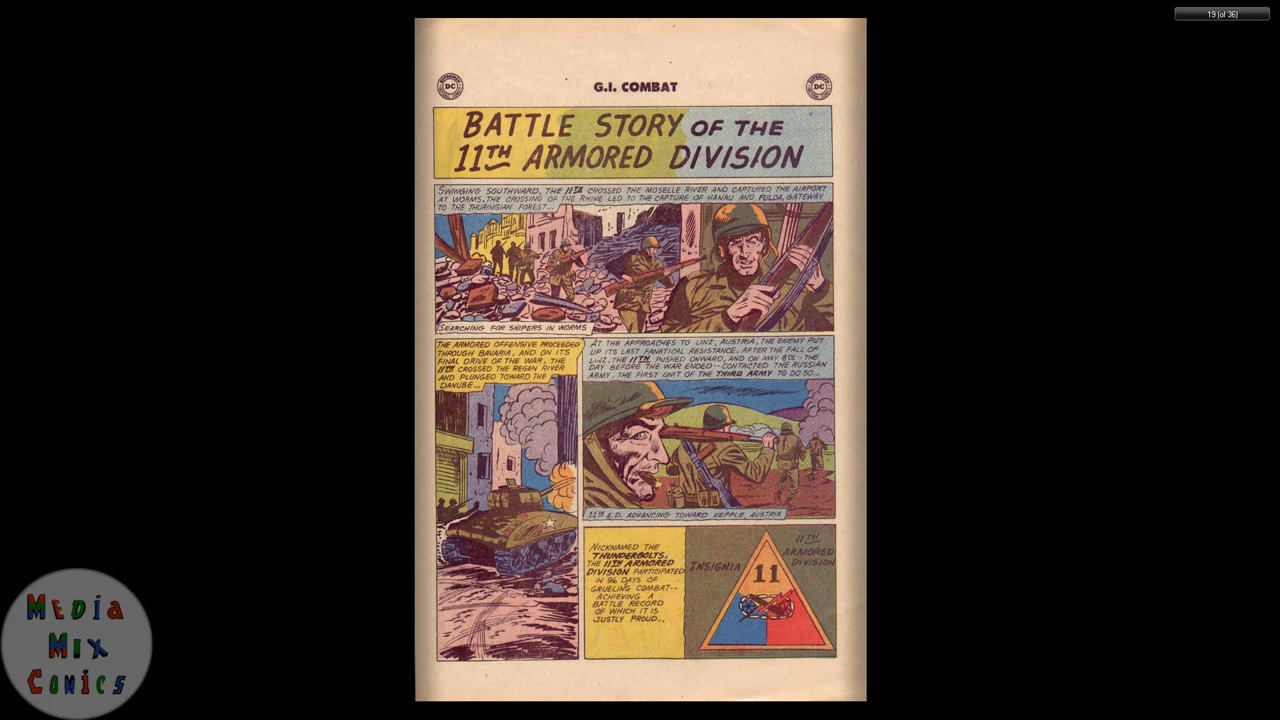 19 (of 36)
G.I. COMBAT
DC
DC
BATTLE STORY OF THE
11TH ARMORED DIVISION
SWINGING SOUTHWARD, THE 11TH CROSSED THE MOSELLE RIVER AND CAPTURED THE AIRPORT
AT WORMS. THE CROSSING OF THE RHINE LED TO THE CAPTURE OF HANAU AND FULDA, GATEWAY
TO THE THURINGIAN FOREST...
SEARCHING FOR SNIPERS IN WORMS
THE ARMORED OFFENSIVE PROCEEDED
THROUGH BAVARIA, AND ON ITS
FINAL DRIVE OF THE WAR, THE
11TH CROSSED THE REGEN RIVER
AND PLUNGED TOWARD THE
DANUBE...
AT THE APPROACHES TO LINZ, AUSTRIA, THE ENEMY PUT
UP ITS LAST FANATICAL RESISTANCE. AFTER THE FALL OF
LINZ, THE 11TH PUSHED ONWARD, AND ON MAY 8TH--THE
DAY BEFORE THE WAR ENDED--CONTACTED THE RUSSIAN
ARMY, THE FIRST UNIT OF THE THIRD ARMY TO DO SO...
11TH A.D. ADVANCING TOWARD KEPPLE, AUSTRIA
NICKNAMED THE
THUNDERBOLTS,
THE 11TH ARMORED
DIVISION PARTICIPATED
IN 96 DAYS OF
GRUELING COMBAT--
ACHIEVING A
BATTLE RECORD
OF WHICH IT IS
JUSTLY PROUD...
INSIGNIA
11TH
ARMORED
DIVISION
11
MEDIA
MIX
COMICS